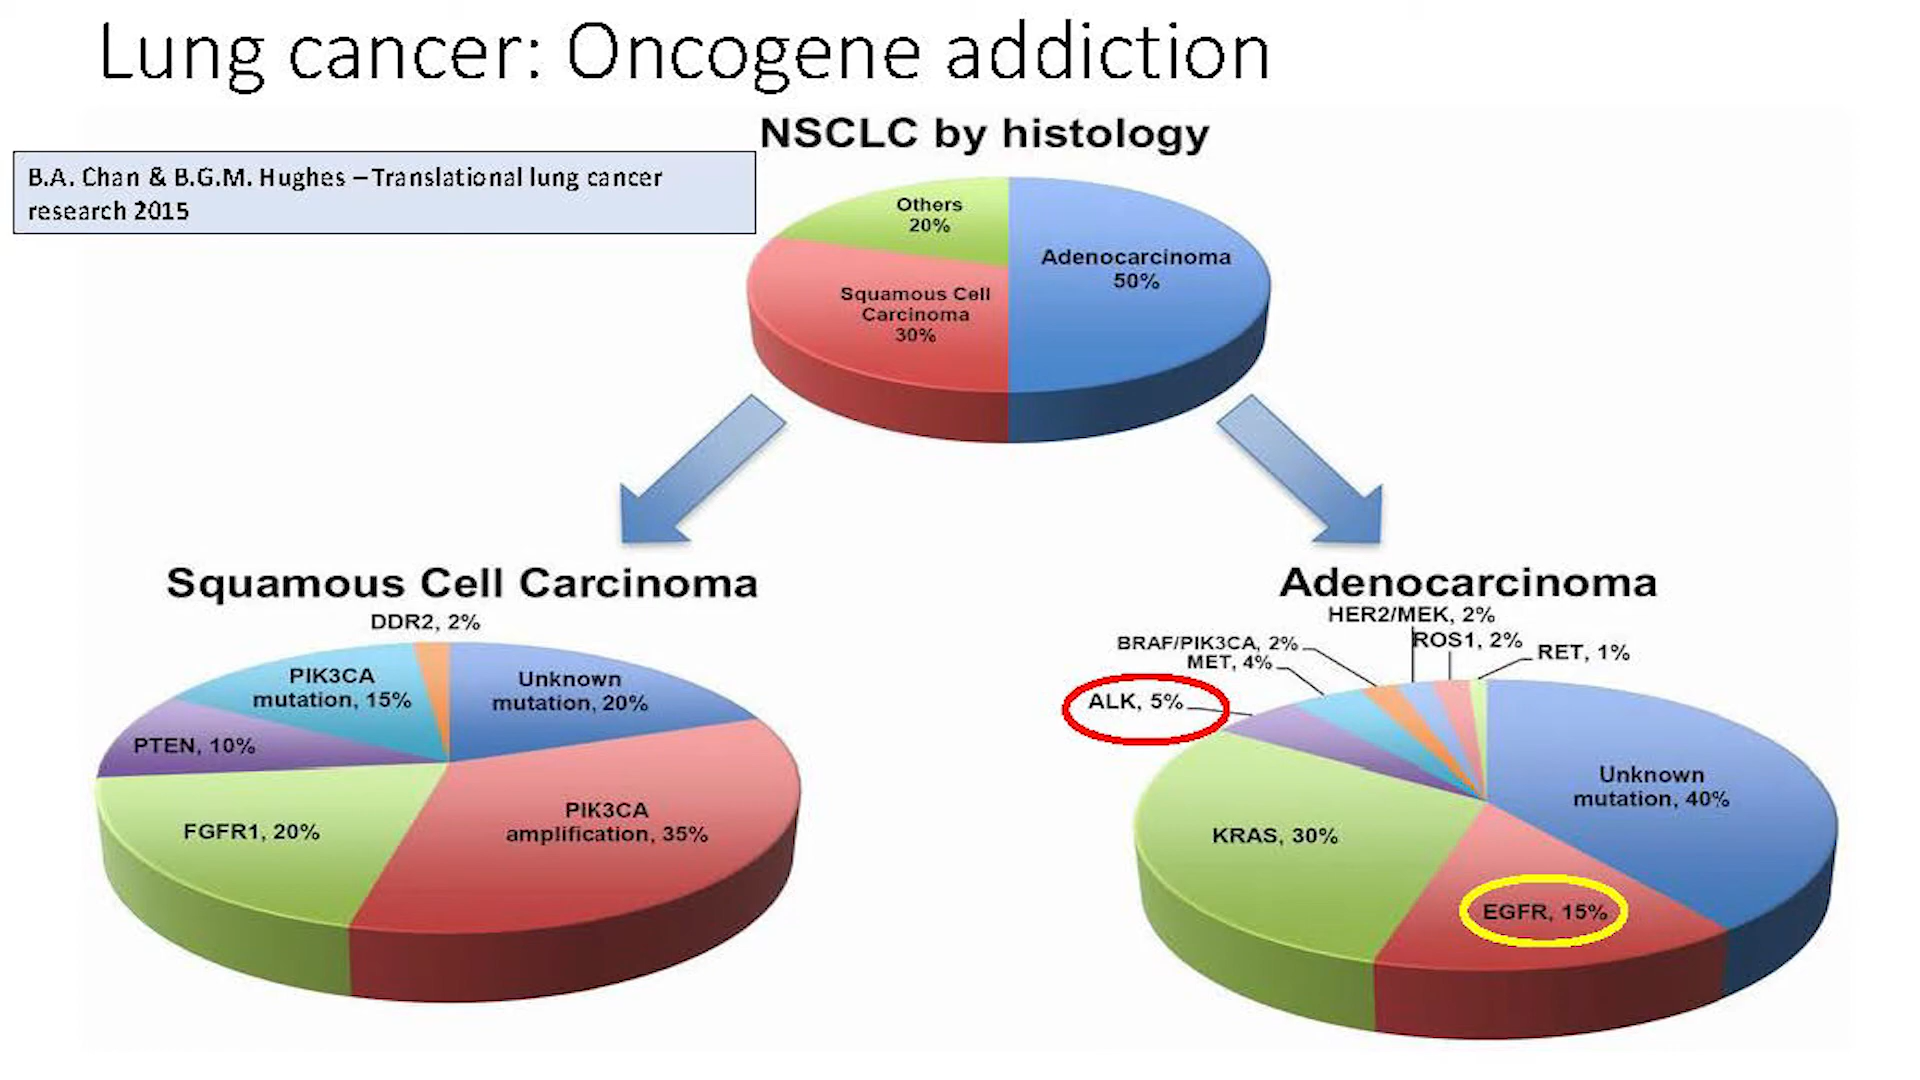 Lung cancer: Oncogene addiction
NSCLC by histology
B.A. Chan & B.G.M. Hughes – Translational lung cancer
research 2015
Others
20%
Adenocarcinoma
50%
Squamous Cell
Carcinoma
30%
Squamous Cell Carcinoma
DDR2, 2%
PIK3CA
mutation, 15%
Unknown
mutation, 20%
PTEN, 10%
FGFR1, 20%
PIK3CA
amplification, 35%
Adenocarcinoma
HER2/MEK, 2%
BRAF/PIK3CA, 2%
ROS1, 2%
RET, 1%
MET, 4%
ALK, 5%
Unknown
mutation, 40%
KRAS, 30%
EGFR, 15%